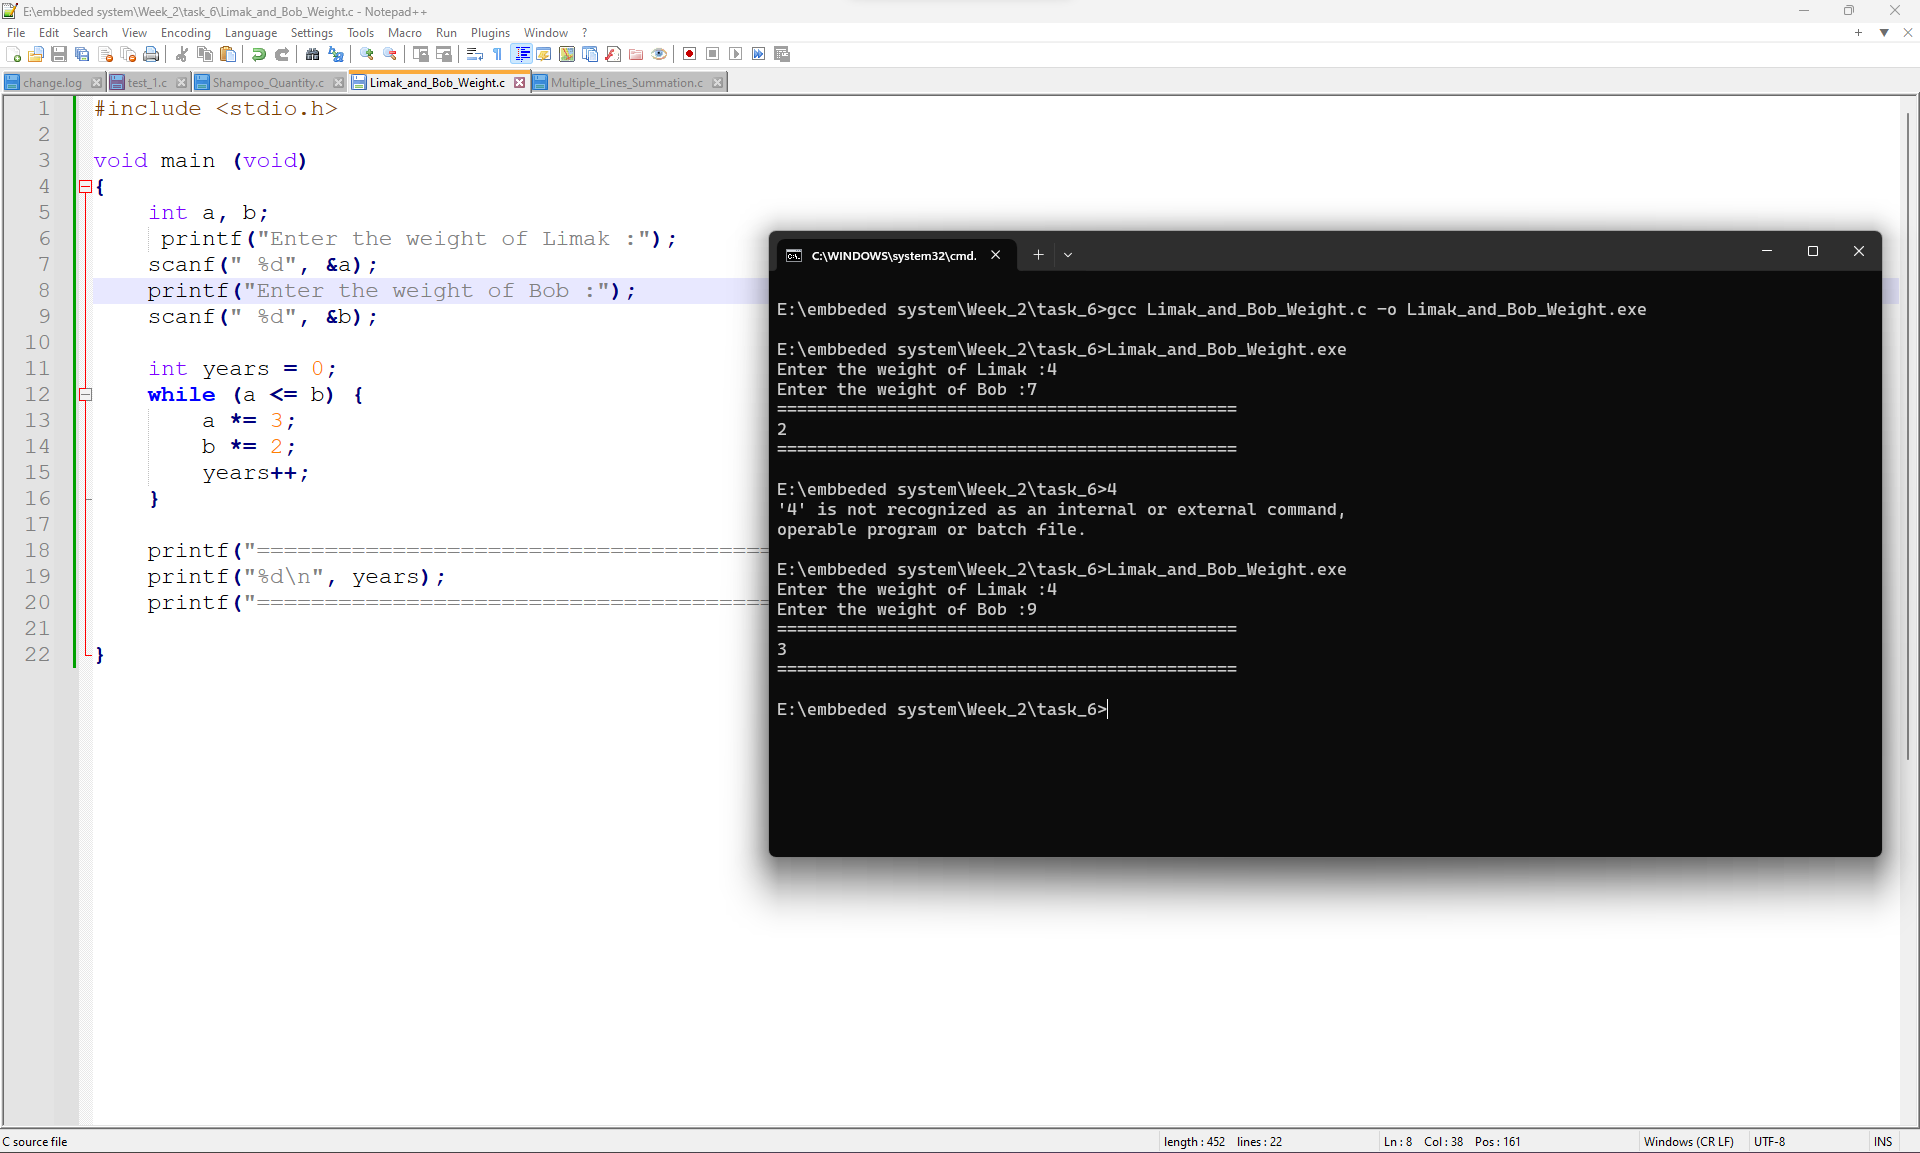 E:\embbeded system\Week_2\task_6\Limak_and_Bob_Weight.c - Notepad++
File Edit Search View Encoding Language Settings Tools Macro Run Plugins Window ?
change.log test_1.c Shampoo_Quantity.c Limak_and_Bob_Weight.c Multiple_Lines_Summation.c
1 #include <stdio.h>
2
3 void main (void)
4 {
5 int a, b;
6 printf("Enter the weight of Limak :");
7 scanf(" %d", &a);
8 printf("Enter the weight of Bob :");
9 scanf(" %d", &b);
10
11 int years = 0;
12 while (a <= b) {
13 a *= 3;
14 b *= 2;
15 years++;
16 }
17
18 printf("======================================
19 printf("%d\n", years);
20 printf("======================================
21
22 }
C:\WINDOWS\system32\cmd.
E:\embbeded system\Week_2\task_6>gcc Limak_and_Bob_Weight.c -o Limak_and_Bob_Weight.exe
E:\embbeded system\Week_2\task_6>Limak_and_Bob_Weight.exe
Enter the weight of Limak :4
Enter the weight of Bob :7
==============================================
2
==============================================
E:\embbeded system\Week_2\task_6>4
'4' is not recognized as an internal or external command,
operable program or batch file.
E:\embbeded system\Week_2\task_6>Limak_and_Bob_Weight.exe
Enter the weight of Limak :4
Enter the weight of Bob :9
==============================================
3
==============================================
E:\embbeded system\Week_2\task_6>
C source file length : 452 lines : 22 Ln : 8 Col : 38 Pos : 161 Windows (CR LF) UTF-8 INS